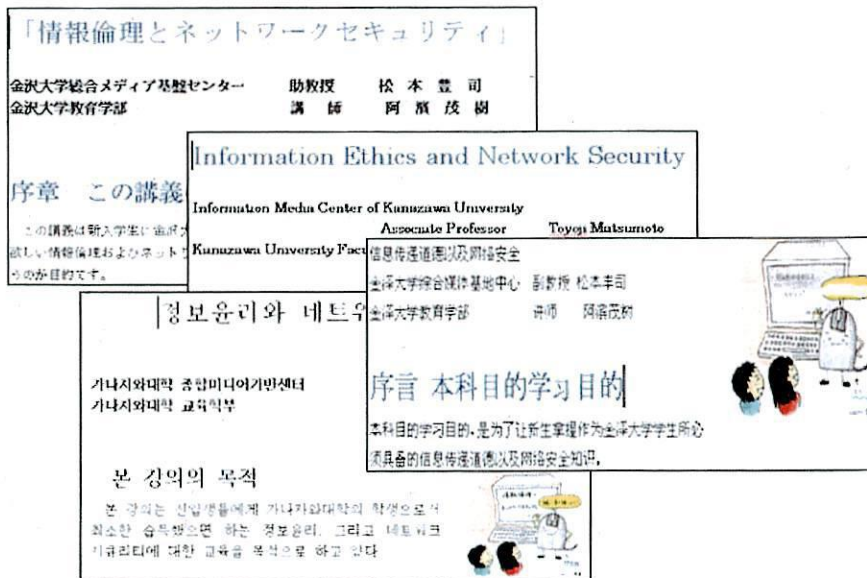 「情報倫理とネットワークセキュリティ」
金沢大学総合メディア基盤センター 助教授 松本豊司
金沢大学教育学部 講師 阿濱茂樹
序章 この講義
この講義は新入学生に金沢大
欲しい情報倫理およびネット
うのが目的です。
Information Ethics and Network Security
Information Media Center of Kanazawa University
Associate Professor Toyoji Matsumoto
Kanazawa University Facu
信息传递道德以及网络安全
金泽大学综合媒体基地中心 副教授 松本丰司
金泽大学教育学部 讲师 阿滨茂树
序言 本科目的学习目的
本科目的学习目的,是为了让新生掌握作为金泽大学学生所必
须具备的信息传递道德以及网络安全知识。
정보윤리와 네트워
가나자와대학 종합미디어기반센터
가나자와대학 교육학부
본 강의의 목적
본 강의는 신입생들에게 가나자와대학의 학생으로서
최소한 습득했으면 하는 정보윤리, 그리고 네트워크
시큐리티에 대한 교육을 목적으로 하고 있다